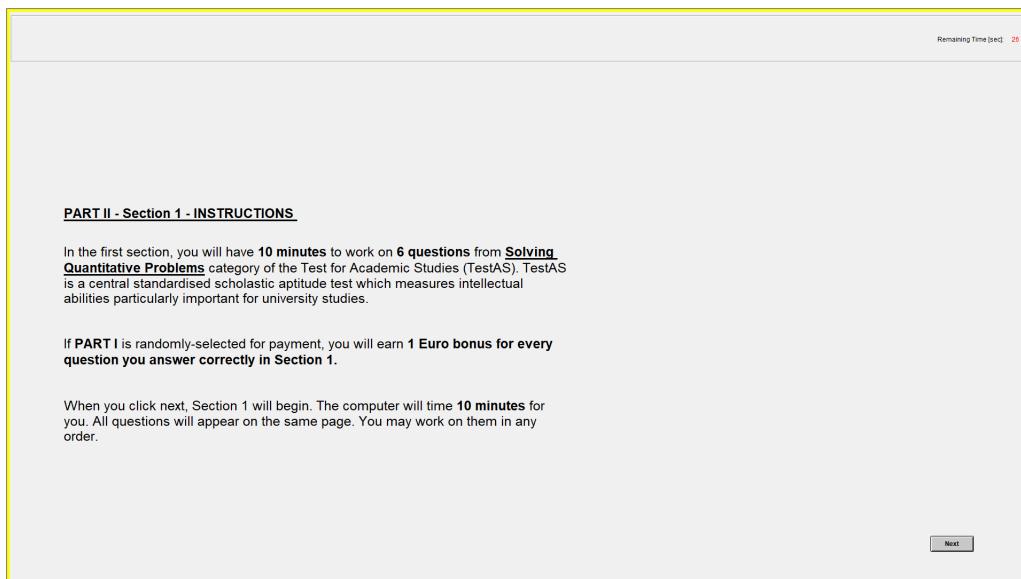 Remaining Time [sec]: 26
PART II - Section 1 - INSTRUCTIONS
In the first section, you will have 10 minutes to work on 6 questions from Solving
Quantitative Problems category of the Test for Academic Studies (TestAS). TestAS
is a central standardised scholastic aptitude test which measures intellectual
abilities particularly important for university studies.
If PART I is randomly-selected for payment, you will earn 1 Euro bonus for every
question you answer correctly in Section 1.
When you click next, Section 1 will begin. The computer will time 10 minutes for
you. All questions will appear on the same page. You may work on them in any
order.
Next